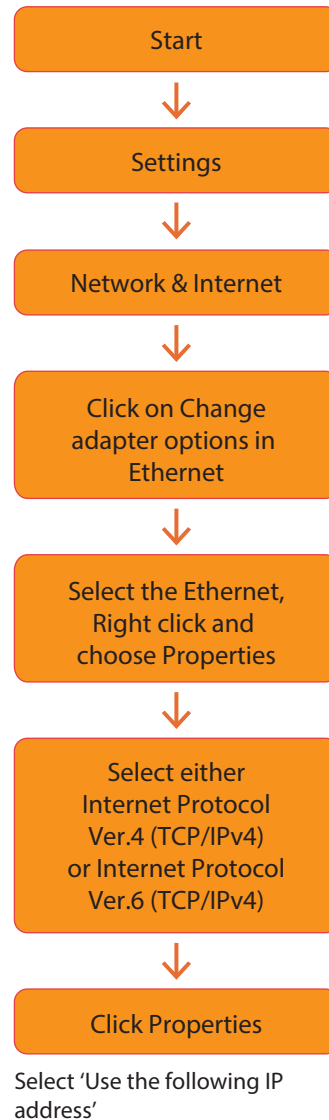 Start
Settings
Network & Internet
Click on Change
adapter options in
Ethernet
Select the Ethernet,
Right click and
choose Properties
Select either
Internet Protocol
Ver.4 (TCP/IPv4)
or Internet Protocol
Ver.6 (TCP/IPv4)
Click Properties
Select ‘Use the following IP
address’